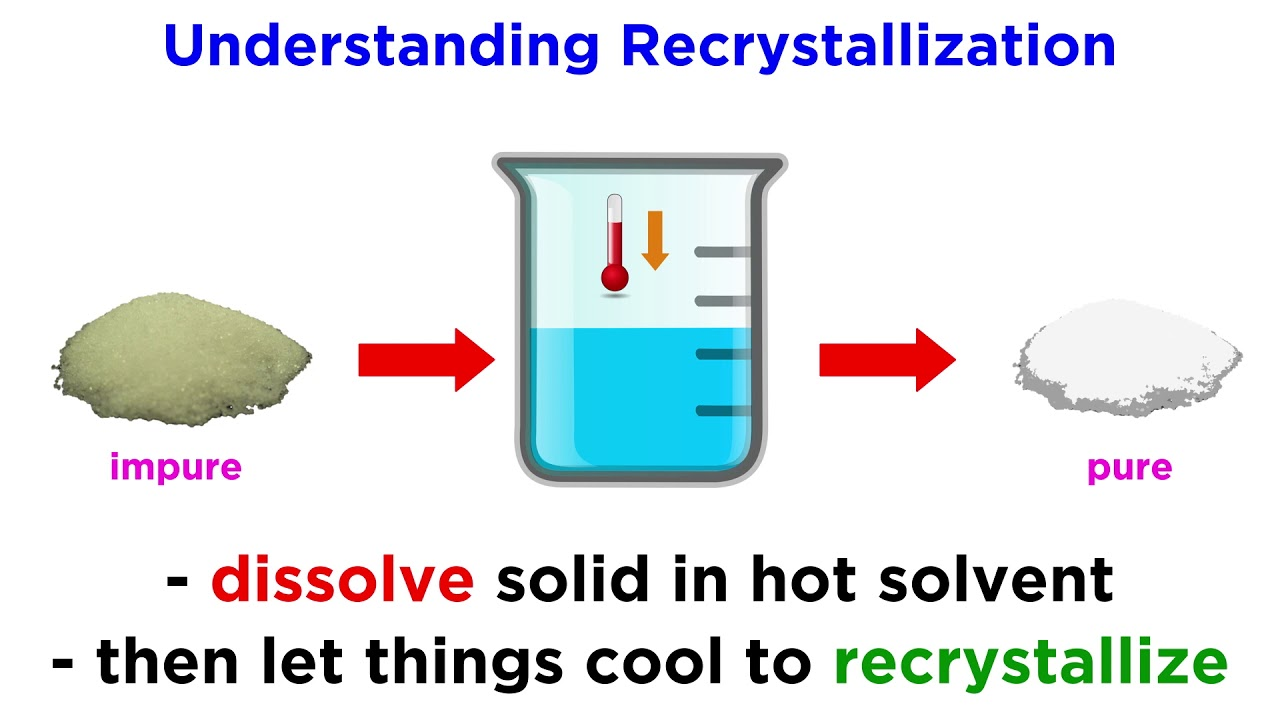 Understanding Recrystallization
impure
pure
- dissolve solid in hot solvent
- then let things cool to recrystallize